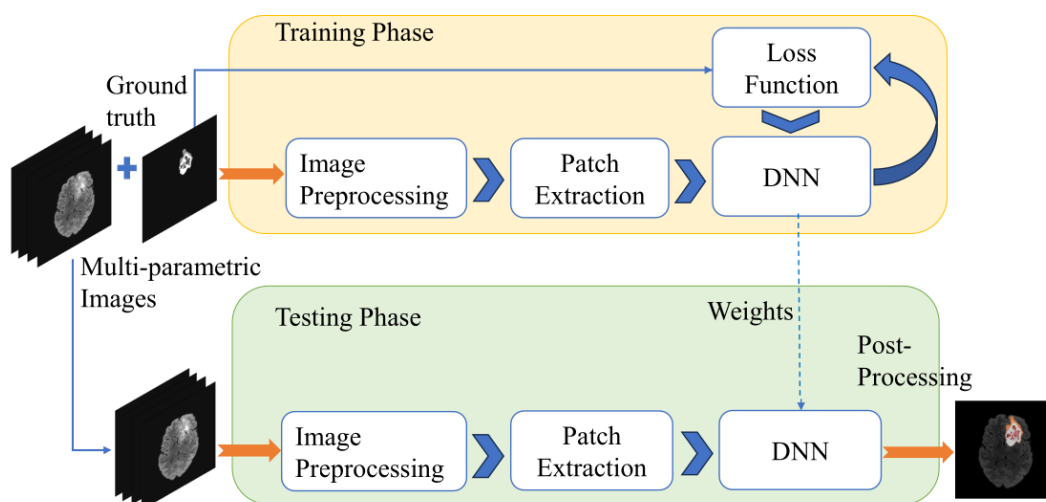 Training Phase
Loss
Function
Ground
truth
Image
Preprocessing
Patch
Extraction
DNN
Multi-parametric
Images
Testing Phase
Weights
Post-
Processing
Image
Preprocessing
Patch
Extraction
DNN